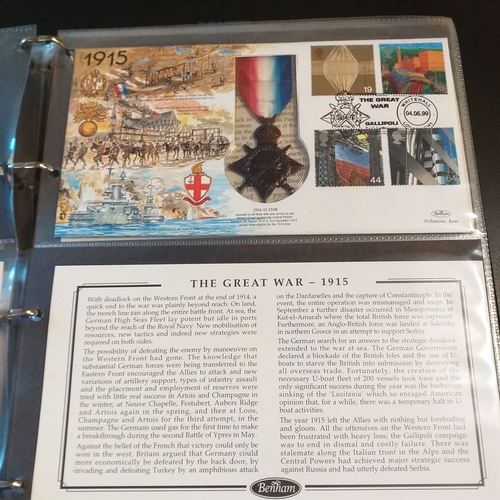 1915
19
THE GREAT
WAR
GALLIPOLI
WHITEHALL
04.05.99
44
1914-15 STAR
Benham
Folkestone, Kent
THE GREAT WAR – 1915
With deadlock on the Western Front at the end of 1914, a
quick end to the war was plainly beyond reach. On land,
the trench line ran along the entire battle front. At sea, the
German High Seas Fleet lay potent but idle in ports
beyond the reach of the Royal Navy. New mobilisation of
resources, new tactics and indeed new strategies were
required on both sides.
The possibility of defeating the enemy by manoeuvre on
the Western Front had gone. The knowledge that
substantial German forces were being transferred to the
Eastern Front encouraged the Allies to attack and new
variations of artillery support, types of infantry assault
and the placement and employment of reserves were
tried with little real success in Artois and Champagne in
the winter; at Neuve Chapelle, Festubert, Aubers Ridge
and Artois again in the spring, and then at Loos,
Champagne and Artois for the third attempt, in the
summer. The Germans used gas for the first time to make
a breakthrough during the second Battle of Ypres in May.
Against the belief of the French that victory could only be
won in the west, Britain argued that Germany could
more economically be defeated by the back door, by
invading and defeating Turkey by an amphibious attack
on the Dardanelles and the capture of Constantinople. In the
event, the entire operation was mismanaged and inept. In
September a further disaster occurred in Mesopotamia at
Kut-el-Amarah where the total British force was captured.
Furthermore, an Anglo-British force was landed at Salonika
in northern Greece in an attempt to support Serbia.
The German search for an answer to the strategic deadlock
extended to the war at sea. The German Government
declared a blockade of the British Isles and the use of U-
boats to starve the British into submission by destroying
all overseas trade. Fortunately, the creation of the
necessary U-boat fleet of 200 vessels took time and the
only significant success during the year was the barbarous
sinking of the 'Lusitania' which so enraged American
opinion that, for a while, there was a temporary halt in U-
boat activities.
The year 1915 left the Allies with nothing but foreboding
and gloom. All the offensives on the Western Front had
been frustrated with heavy loss; the Gallipoli campaign
was to end in dismal and costly failure. There was
stalemate along the Italian front in the Alps and the
Central Powers had achieved major strategic success
against Russia and had utterly defeated Serbia.
Benham